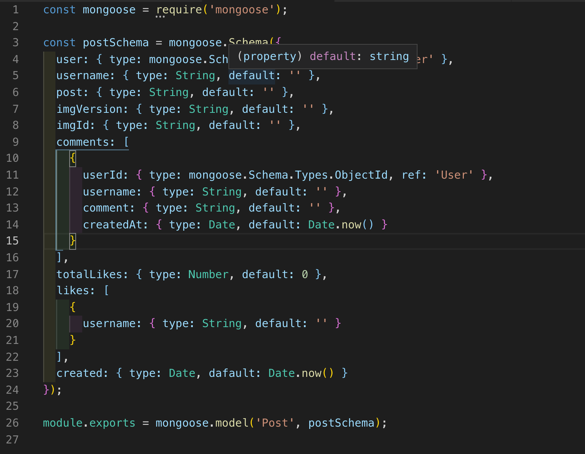 1 const mongoose = require('mongoose');
2
3 const postSchema = mongoose.Schema({
(property) default: string
4 user: { type: mongoose.Sch er' },
5 username: { type: String, default: '' },
6 post: { type: String, default: '' },
7 imgVersion: { type: String, default: '' },
8 imgId: { type: String, default: '' },
9 comments: [
10 {
11 userId: { type: mongoose.Schema.Types.ObjectId, ref: 'User' },
12 username: { type: String, default: '' },
13 comment: { type: String, default: '' },
14 createdAt: { type: Date, default: Date.now() }
15 }
16 ],
17 totalLikes: { type: Number, default: 0 },
18 likes: [
19 {
20 username: { type: String, default: '' }
21 }
22 ],
23 created: { type: Date, dafault: Date.now() }
24 });
25
26 module.exports = mongoose.model('Post', postSchema);
27